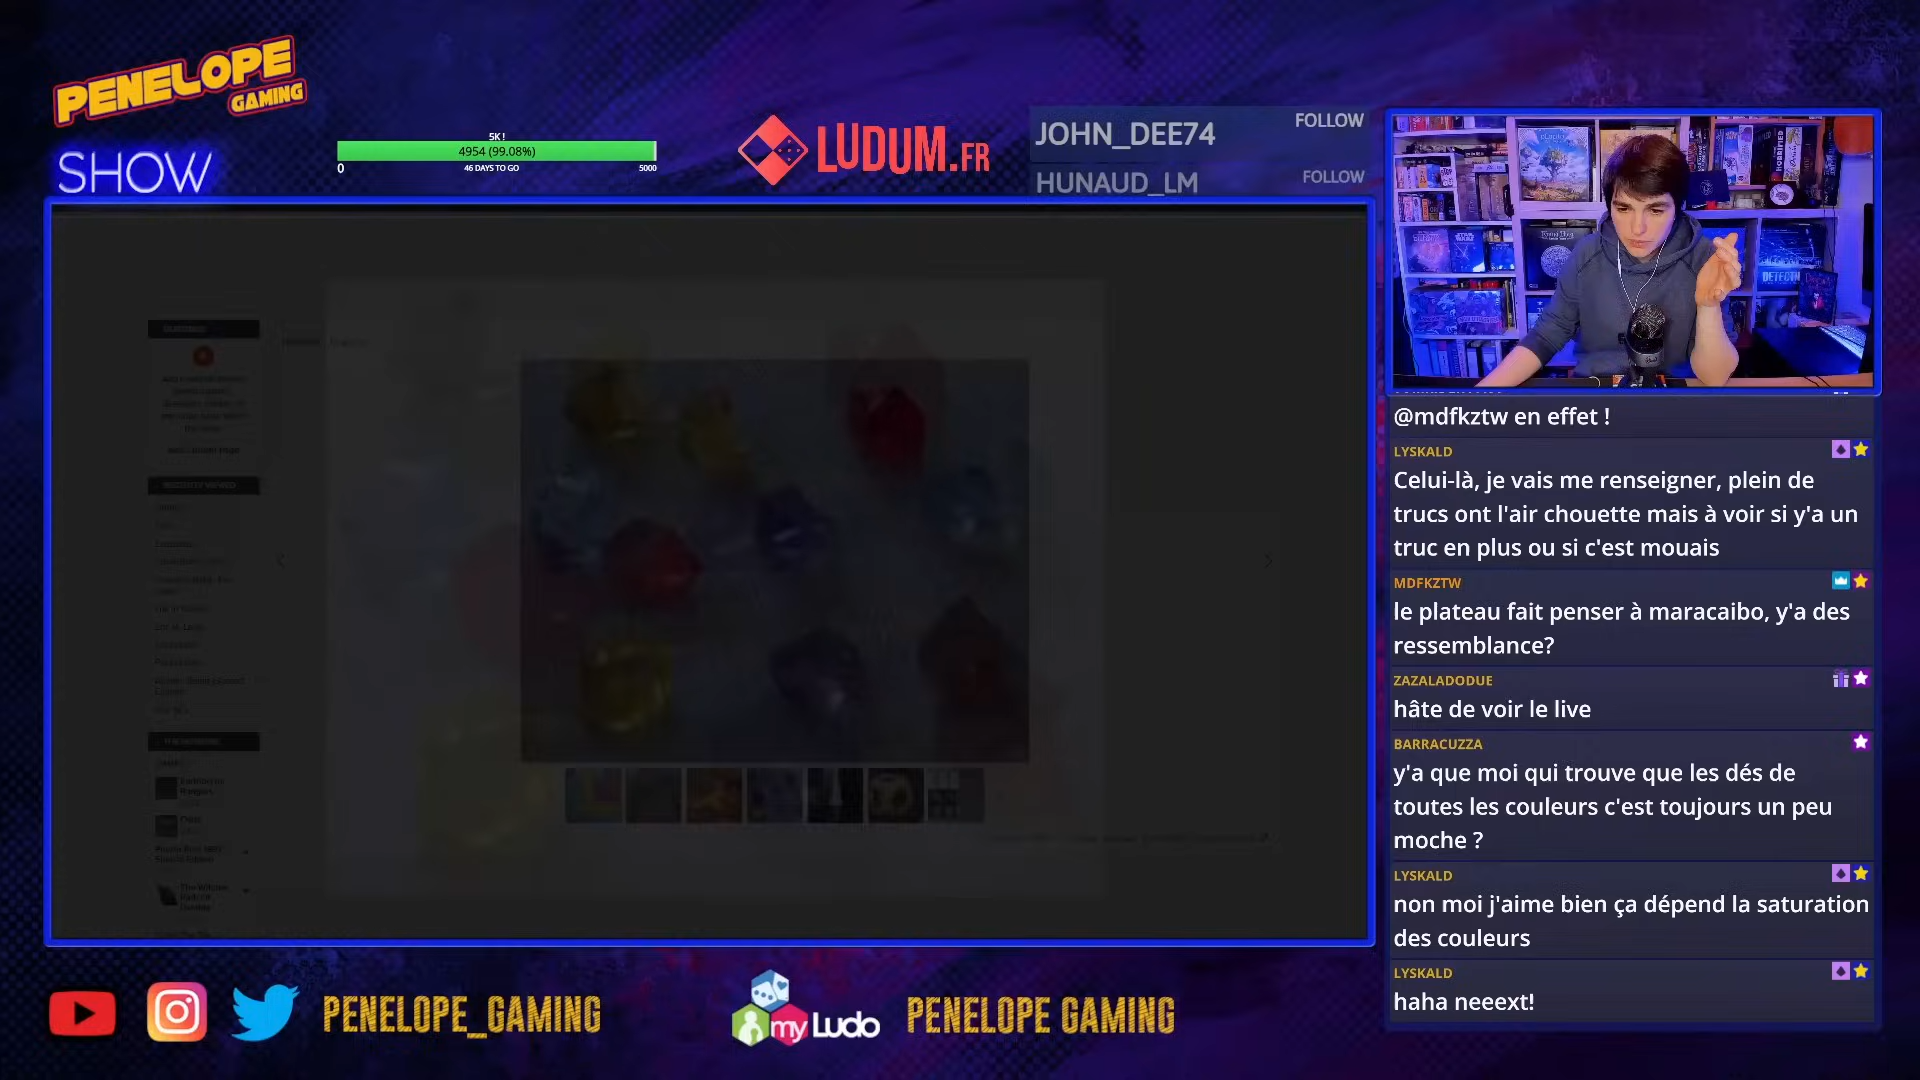 PENELOPE
GAMING
SHOW
5K !
4954 (99.08%)
0
46 DAYS TO GO
5000
LUDUM.FR
JOHN_DEE74
FOLLOW
HUNAUD_LM
FOLLOW
@mdfkztw en effet !
LYSKALD
Celui-là, je vais me renseigner, plein de
trucs ont l'air chouette mais à voir si y'a un
truc en plus ou si c'est mouais
MDFKZTW
le plateau fait penser à maracaibo, y'a des
ressemblance?
ZAZALADODUE
hâte de voir le live
BARRACUZZA
y'a que moi qui trouve que les dés de
toutes les couleurs c'est toujours un peu
moche ?
LYSKALD
non moi j'aime bien ça dépend la saturation
des couleurs
LYSKALD
haha neeext!
PENELOPE_GAMING
my Ludo
PENELOPE GAMING